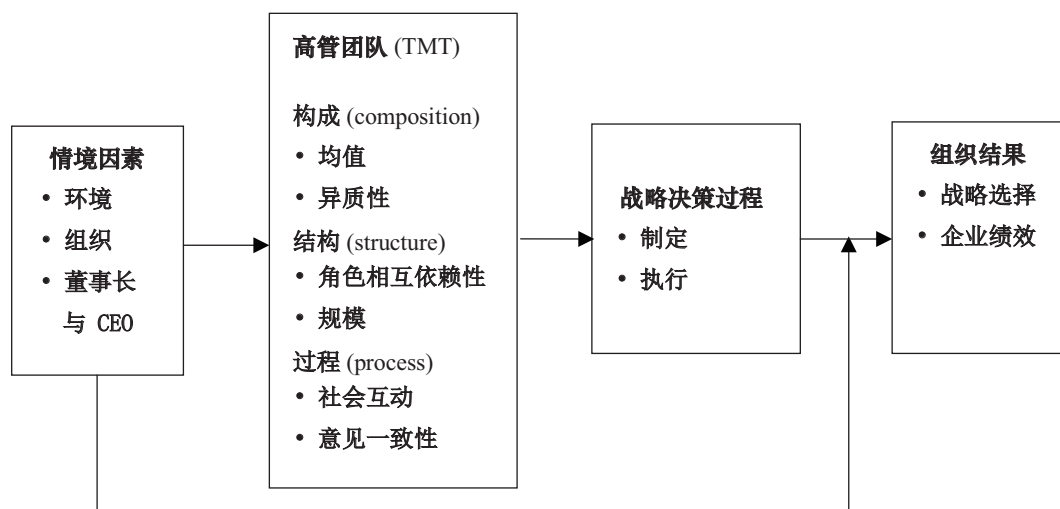 情境因素
• 环境
• 组织
• 董事长
与 CEO
高管团队 (TMT)
构成 (composition)
• 均值
• 异质性
结构 (structure)
• 角色相互依赖性
• 规模
过程 (process)
• 社会互动
• 意见一致性
战略决策过程
• 制定
• 执行
组织结果
• 战略选择
• 企业绩效